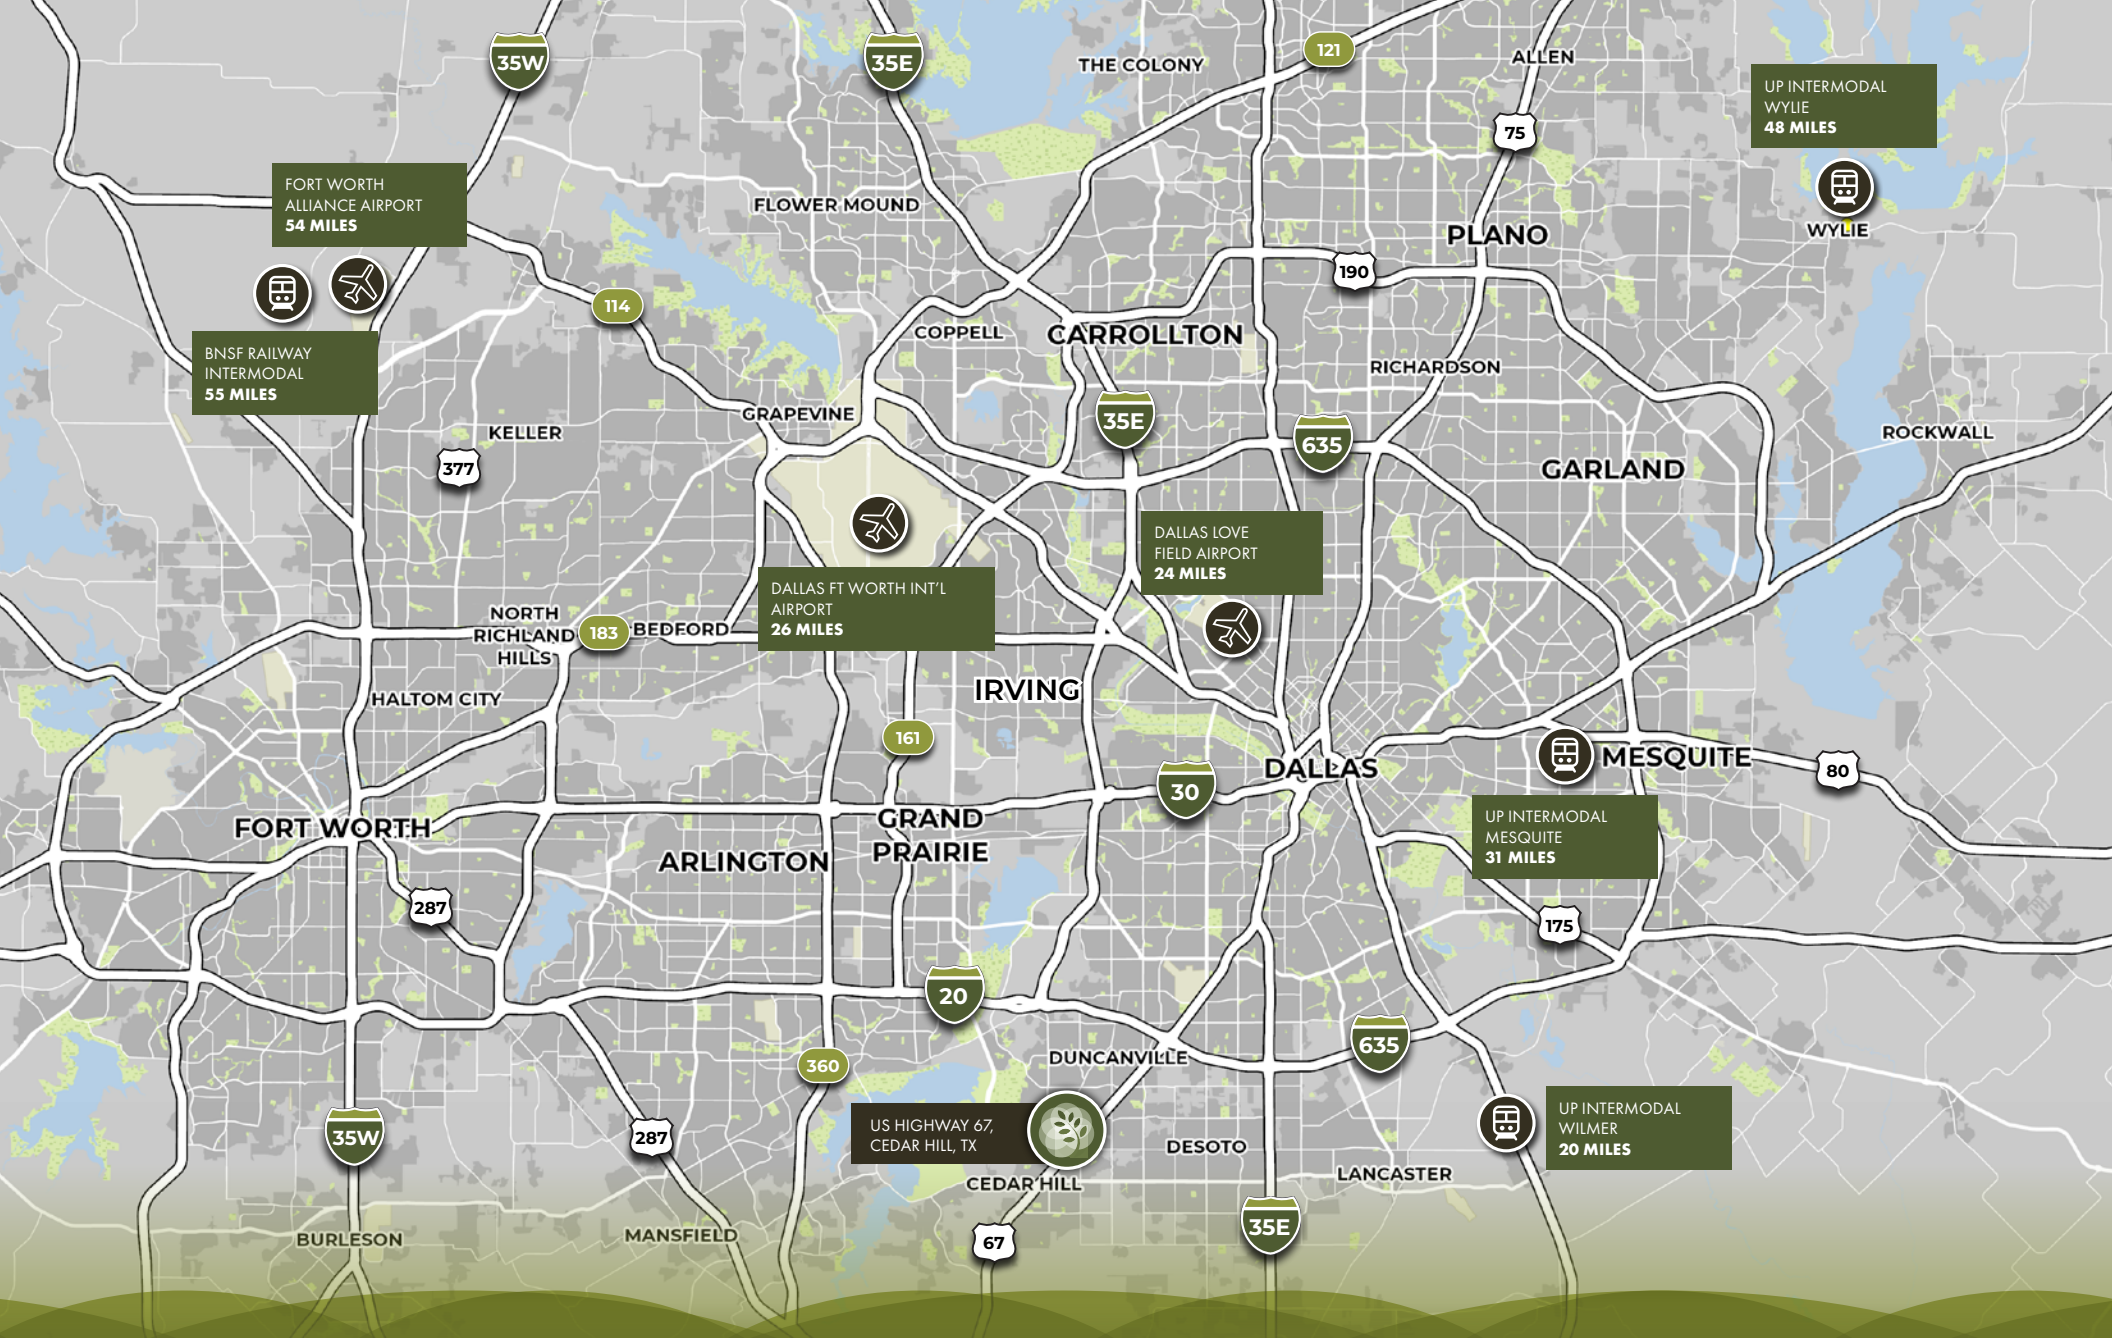 35W
35E
121
THE COLONY
ALLEN
UP INTERMODAL
WYLIE
48 MILES
75
FORT WORTH
ALLIANCE AIRPORT
54 MILES
FLOWER MOUND
PLANO
WYLIE
190
114
COPPELL
CARROLLTON
BNSF RAILWAY
INTERMODAL
55 MILES
RICHARDSON
GRAPEVINE
35E
KELLER
635
ROCKWALL
377
GARLAND
DALLAS LOVE
FIELD AIRPORT
24 MILES
DALLAS FT WORTH INT'L
AIRPORT
26 MILES
NORTH
RICHLAND
HILLS
183
BEDFORD
HALTOM CITY
IRVING
161
DALLAS
MESQUITE
80
30
FORT WORTH
GRAND
PRAIRIE
ARLINGTON
UP INTERMODAL
MESQUITE
31 MILES
287
175
20
635
DUNCANVILLE
360
35W
287
US HIGHWAY 67,
CEDAR HILL, TX
DESOTO
UP INTERMODAL
WILMER
20 MILES
CEDAR HILL
LANCASTER
BURLESON
MANSFIELD
67
35E